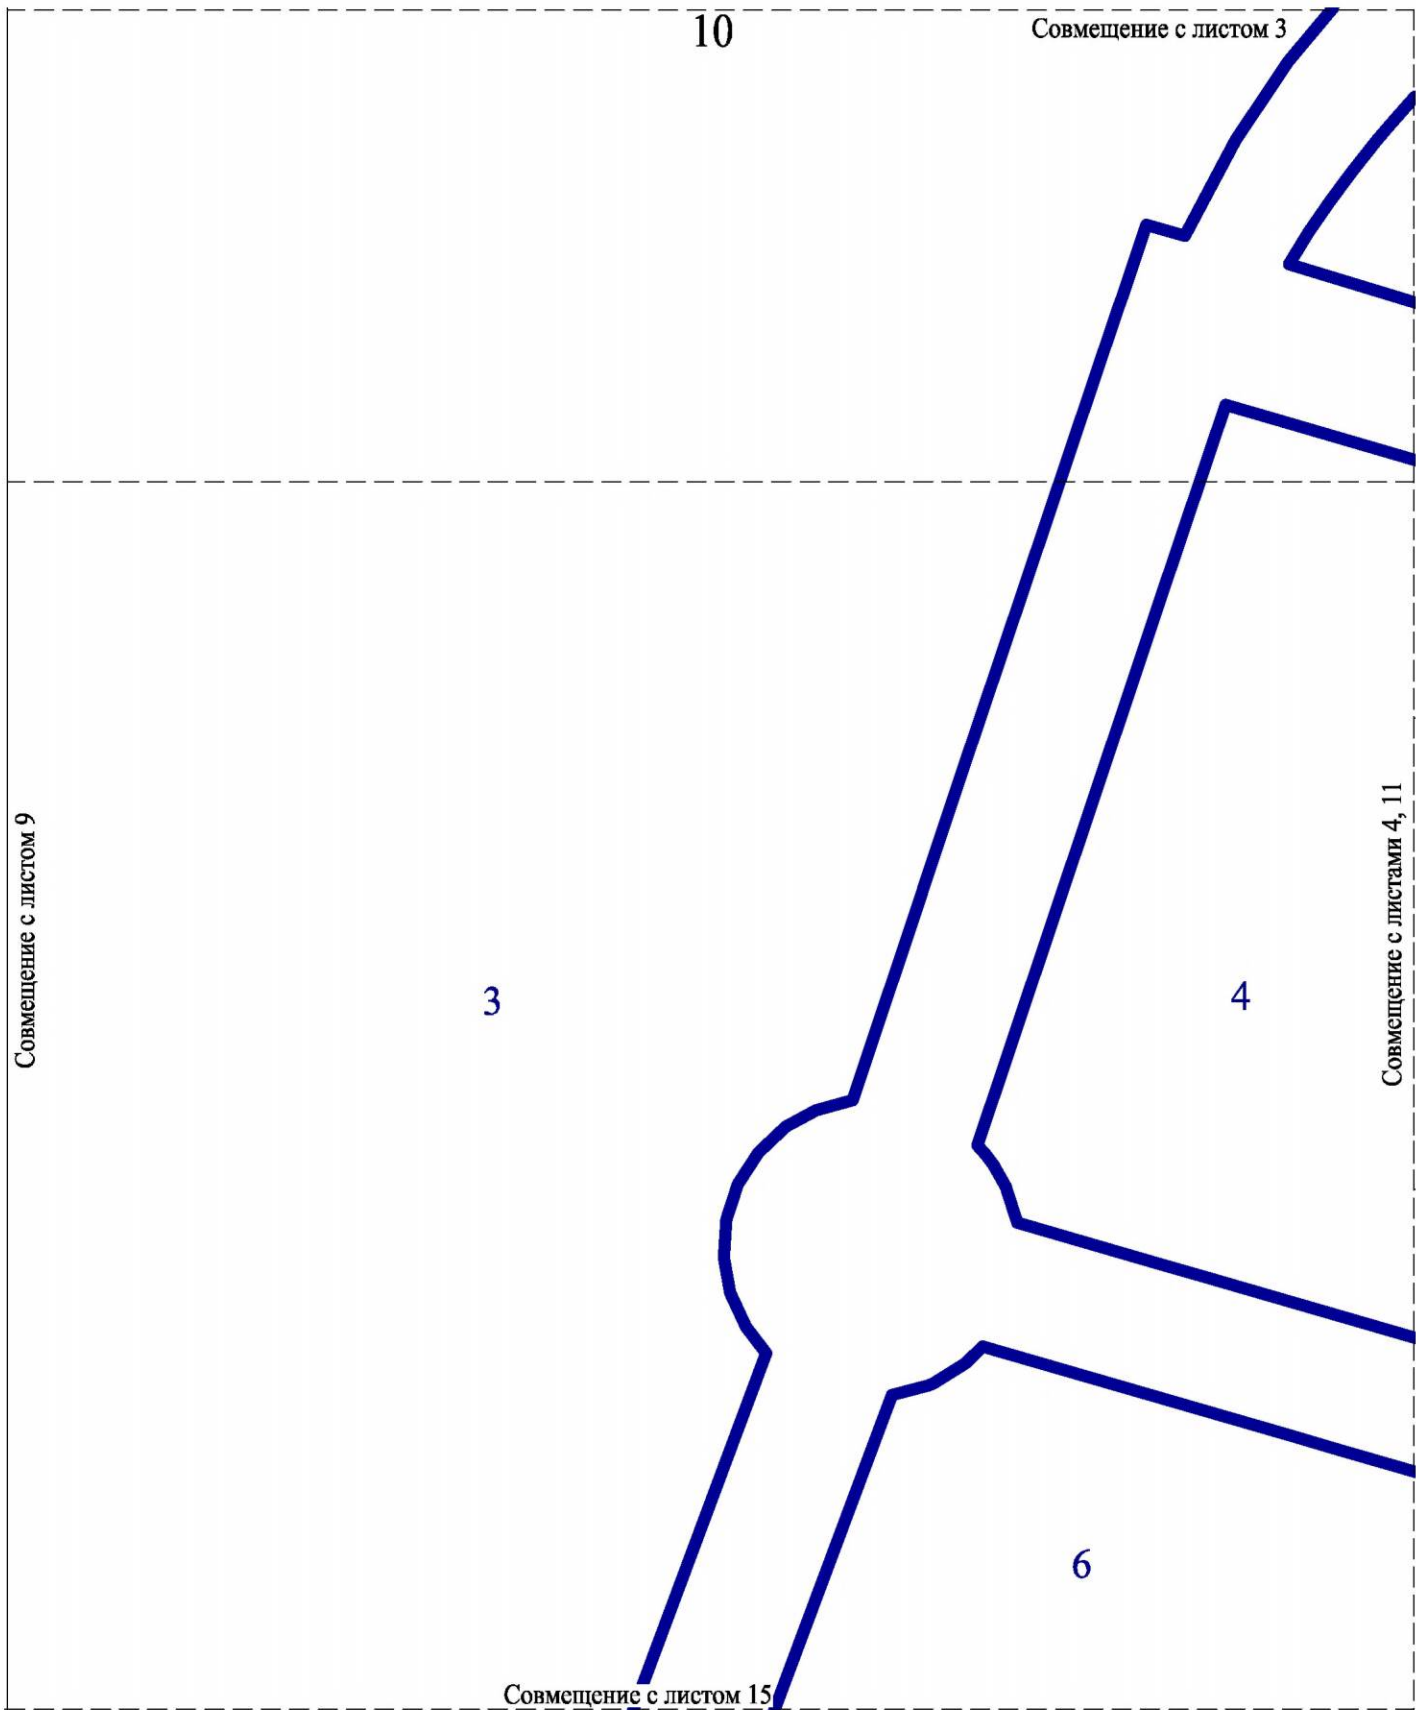 10
Совмещение с листом 3
Совмещение с листом 9
Совмещение с листами 4, 11
3
4
6
Совмещение с листом 15